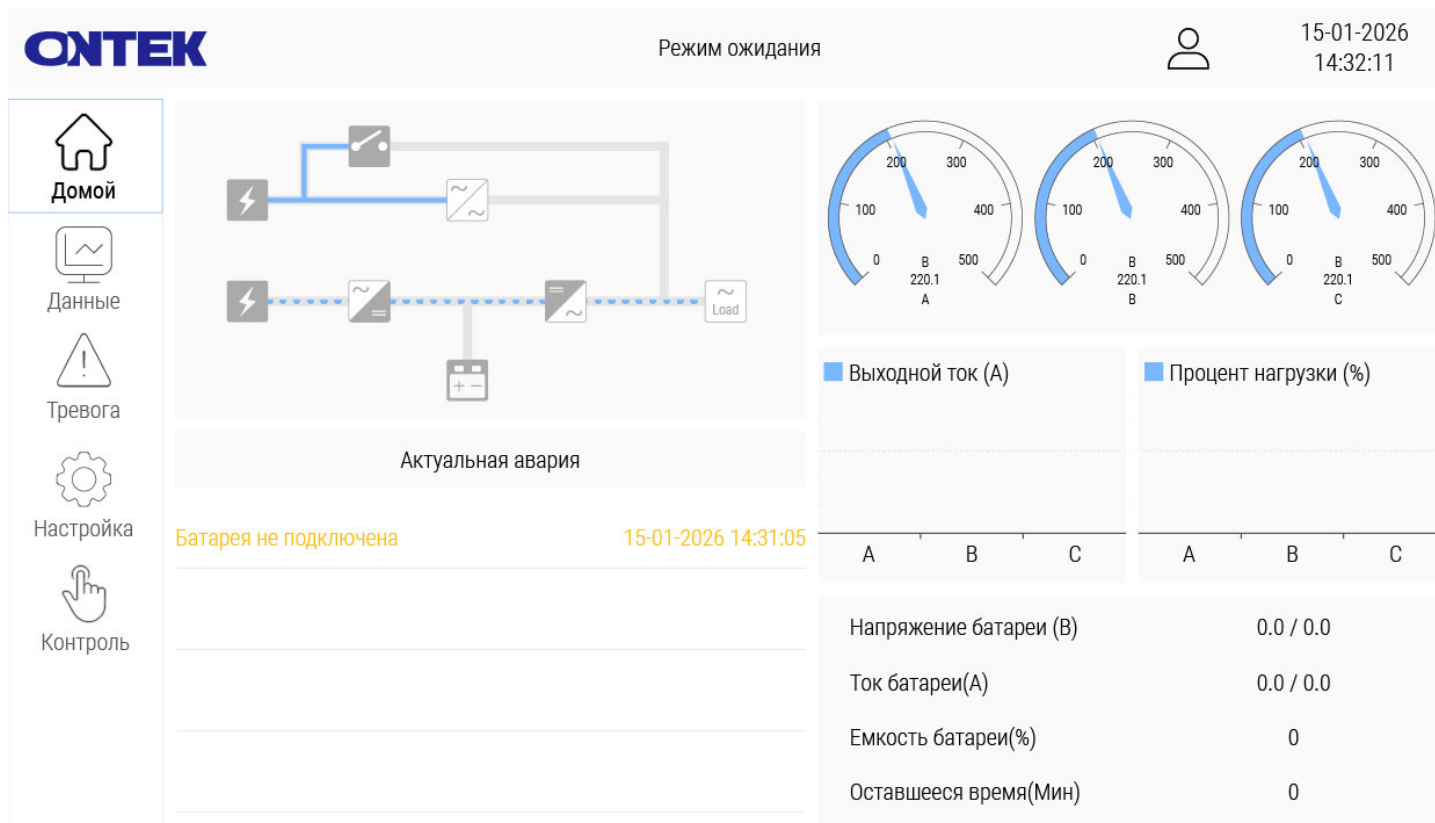 ONTEK
Режим ожидания
15-01-2026
14:32:11
Домой
Данные
Тревога
Настройка
Контроль
Load
Актуальная авария
Батарея не подключена 15-01-2026 14:31:05
200 300 200 300 200 300
100 400 100 400 100 400
0 В 500 0 В 500 0 В 500
220.1 220.1 220.1
A B C
Выходной ток (А) Процент нагрузки (%)
A B C A B C
Напряжение батареи (В) 0.0 / 0.0
Ток батареи(А) 0.0 / 0.0
Емкость батареи(%) 0
Оставшееся время(Мин) 0